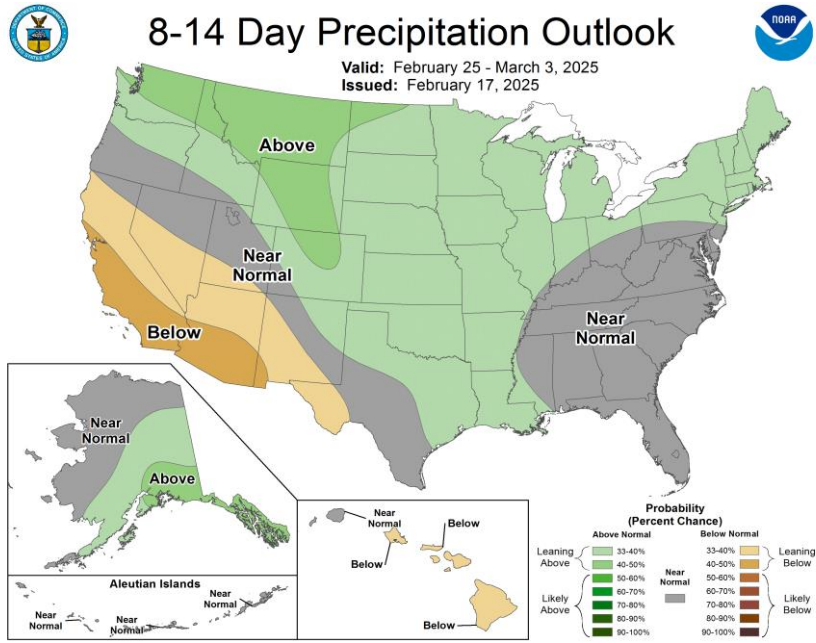 8-14 Day Precipitation Outlook
NOAA
Valid: February 25 - March 3, 2025
Issued: February 17, 2025
Above
Near
Normal
Below
Near
Normal
Near
Normal
Above
Near
Normal
Below
Below
Below
Aleutian Islands
Near
Normal
Near
Normal
Near
Normal
Probability
(Percent Chance)
Above Normal
Below Normal
Leaning
Above
33-40%
40-50%
Likely
Above
50-60%
60-70%
70-80%
80-90%
90-100%
Near
Normal
33-40%
40-50%
Leaning
Below
50-60%
60-70%
70-80%
80-90%
90-100%
Likely
Below